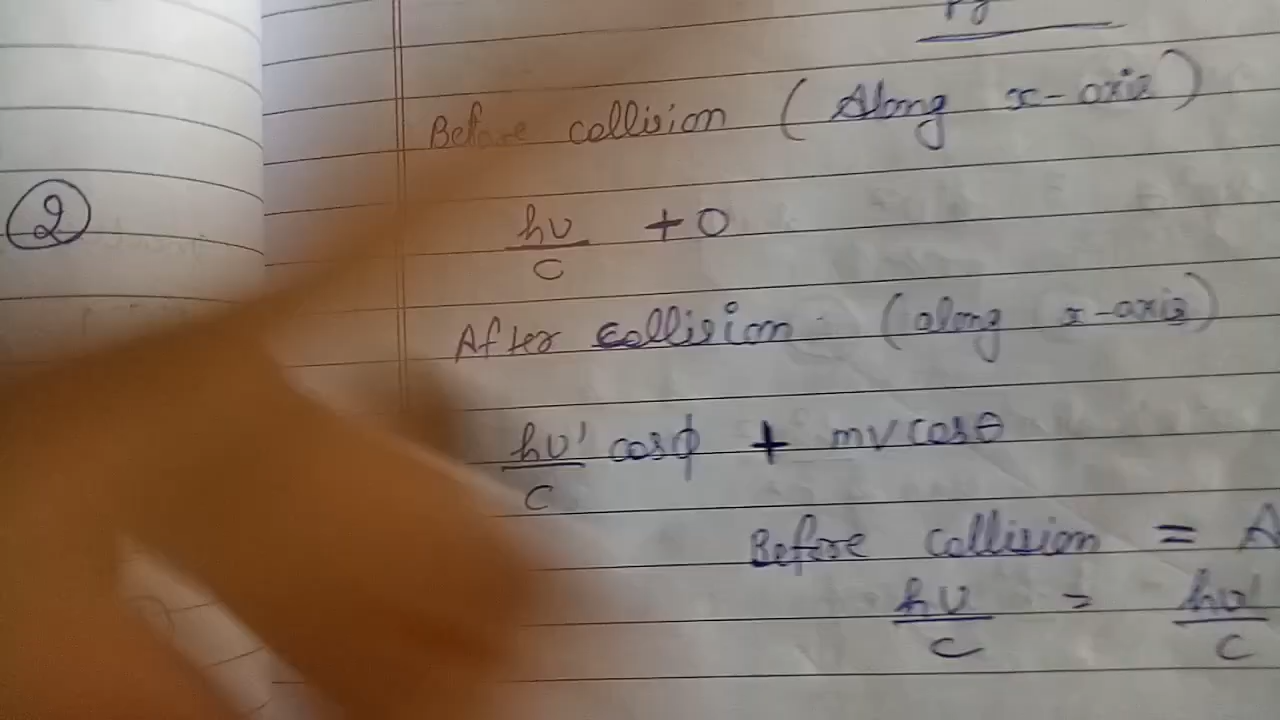 Before collision (Along x-axis)
②
hυ/c + 0
After collision (along x-axis)
hυ'/c cosϕ + mv cosθ
Before collision = A
hυ/c = hυ'/c